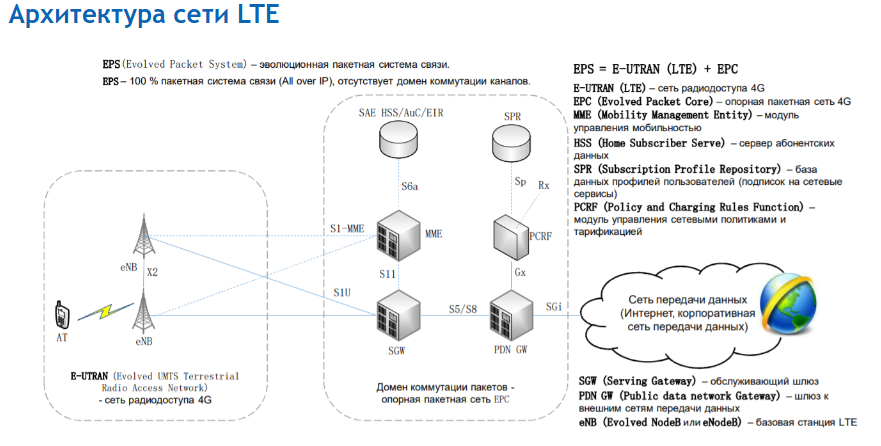 Архитектура сети LTE
EPS(Evolved Packet System) – эволюционная пакетная система связи.
EPS – 100 % пакетная система связи (All over IP), отсутствует домен коммутации каналов.
SAE HSS/AuC/EIR
SPR
S6a
Sp
Rx
S1-MME
MME
PCRF
eNB
X2
S11
Gx
S1U
S5/S8
SGi
AT
eNB
SGW
PDN GW
E-UTRAN (Evolved UMTS Terrestrial
Radio Access Network)
- сеть радиодоступа 4G
Домен коммутации пакетов -
опорная пакетная сеть EPC
EPS = E-UTRAN (LTE) + EPC
E-UTRAN (LTE) – сеть радиодоступа 4G
EPC (Evolved Packet Core) – опорная пакетная сеть 4G
MME (Mobility Management Entity) – модуль
управления мобильностью
HSS (Home Subscriber Serve) – сервер абонентских
данных
SPR (Subscription Profile Repository) – база
данных профилей пользователей (подписок на сетевые
сервисы)
PCRF (Policy and Charging Rules Function) –
модуль управления сетевыми политиками и
тарификацией
Сеть передачи данных
(Интернет, корпоративная
сеть передачи данных)
SGW (Serving Gateway) – обслуживающий шлюз
PDN GW (Public data network Gateway) – шлюз к
внешним сетям передачи данных
eNB (Evolved NodeB или eNodeB) – базовая станция LTE